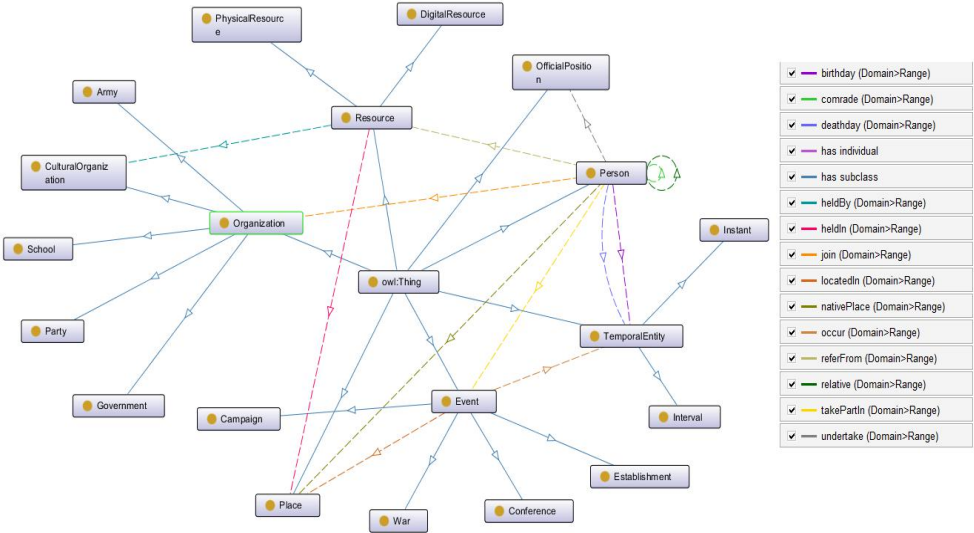 PhysicalResourc
e
DigitalResource
OfficialPositio
n
Army
Resource
CulturalOrganiz
ation
Person
Organization
School
Instant
owl:Thing
Party
TemporalEntity
Government
Campaign
Event
Interval
Establishment
Place
War
Conference
birthday (Domain>Range)
comrade (Domain>Range)
deathday (Domain>Range)
has individual
has subclass
heldBy (Domain>Range)
heldIn (Domain>Range)
join (Domain>Range)
locatedIn (Domain>Range)
nativePlace (Domain>Range)
occur (Domain>Range)
referFrom (Domain>Range)
relative (Domain>Range)
takePartIn (Domain>Range)
undertake (Domain>Range)